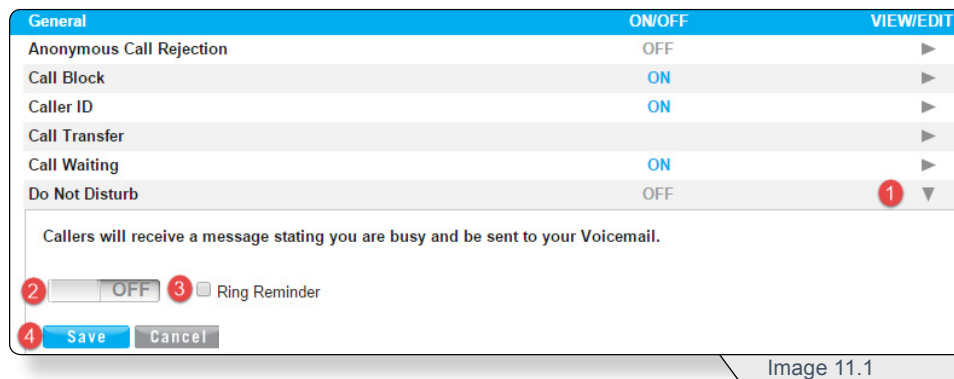 General ON/OFF VIEW/EDIT
Anonymous Call Rejection OFF
Call Block ON
Caller ID ON
Call Transfer
Call Waiting ON
Do Not Disturb OFF 1
Callers will receive a message stating you are busy and be sent to your Voicemail.
2 OFF 3 Ring Reminder
4 Save Cancel
Image 11.1